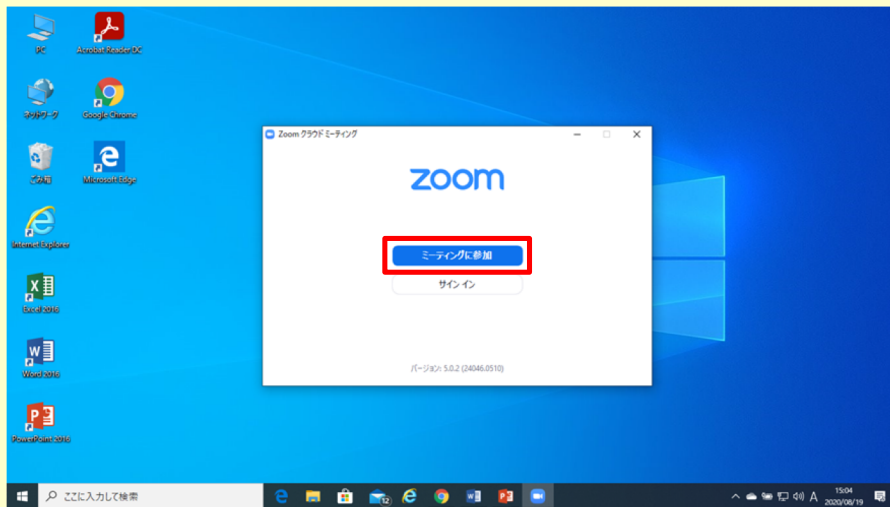 PC
Acrobat Reader DC
ネットワーク
Google Chrome
ごみ箱
Microsoft Edge
Internet Explorer
Excel 2016
Word 2016
PowerPoint 2016
Zoom クラウド ミーティング
zoom
ミーティングに参加
サイン イン
バージョン: 5.0.2 (24046.0510)
ここに入力して検索
12
A
15:04
2020/08/19